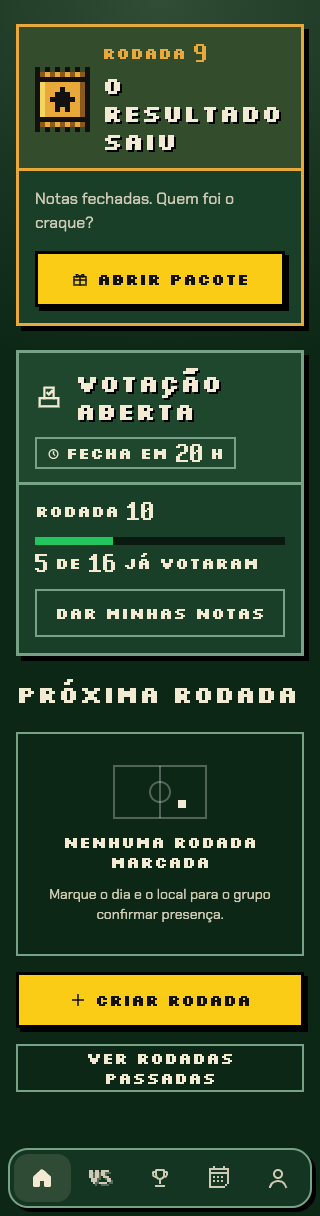 RODADA 9
O
RESULTADO
SAIU
Notas fechadas. Quem foi o
craque?
ABRIR PACOTE
VOTAÇÃO
ABERTA
FECHA EM 20 H
RODADA 10
5 DE 16 JÁ VOTARAM
DAR MINHAS NOTAS
PRÓXIMA RODADA
NENHUMA RODADA
MARCADA
Marque o dia e o local para o grupo
confirmar presença.
+ CRIAR RODADA
VER RODADAS
PASSADAS
VS